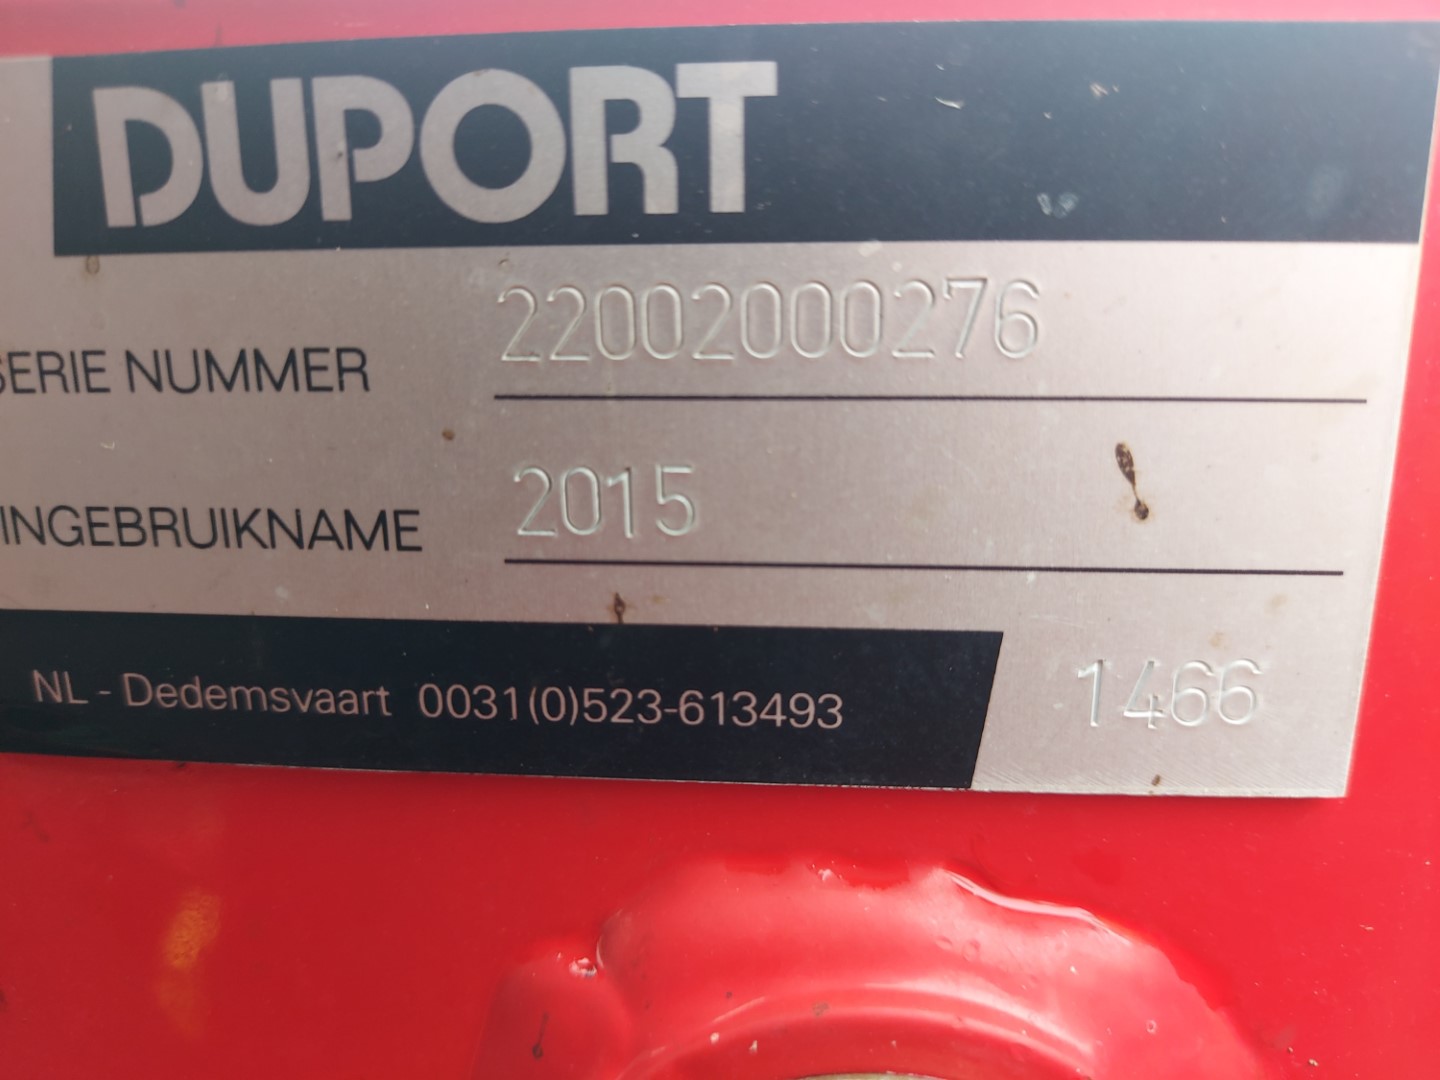 DUPORT
SERIE NUMMER 22002000276
INGEBRUIKNAME 2015
NL - Dedemsvaart 0031(0)523-613493 1466